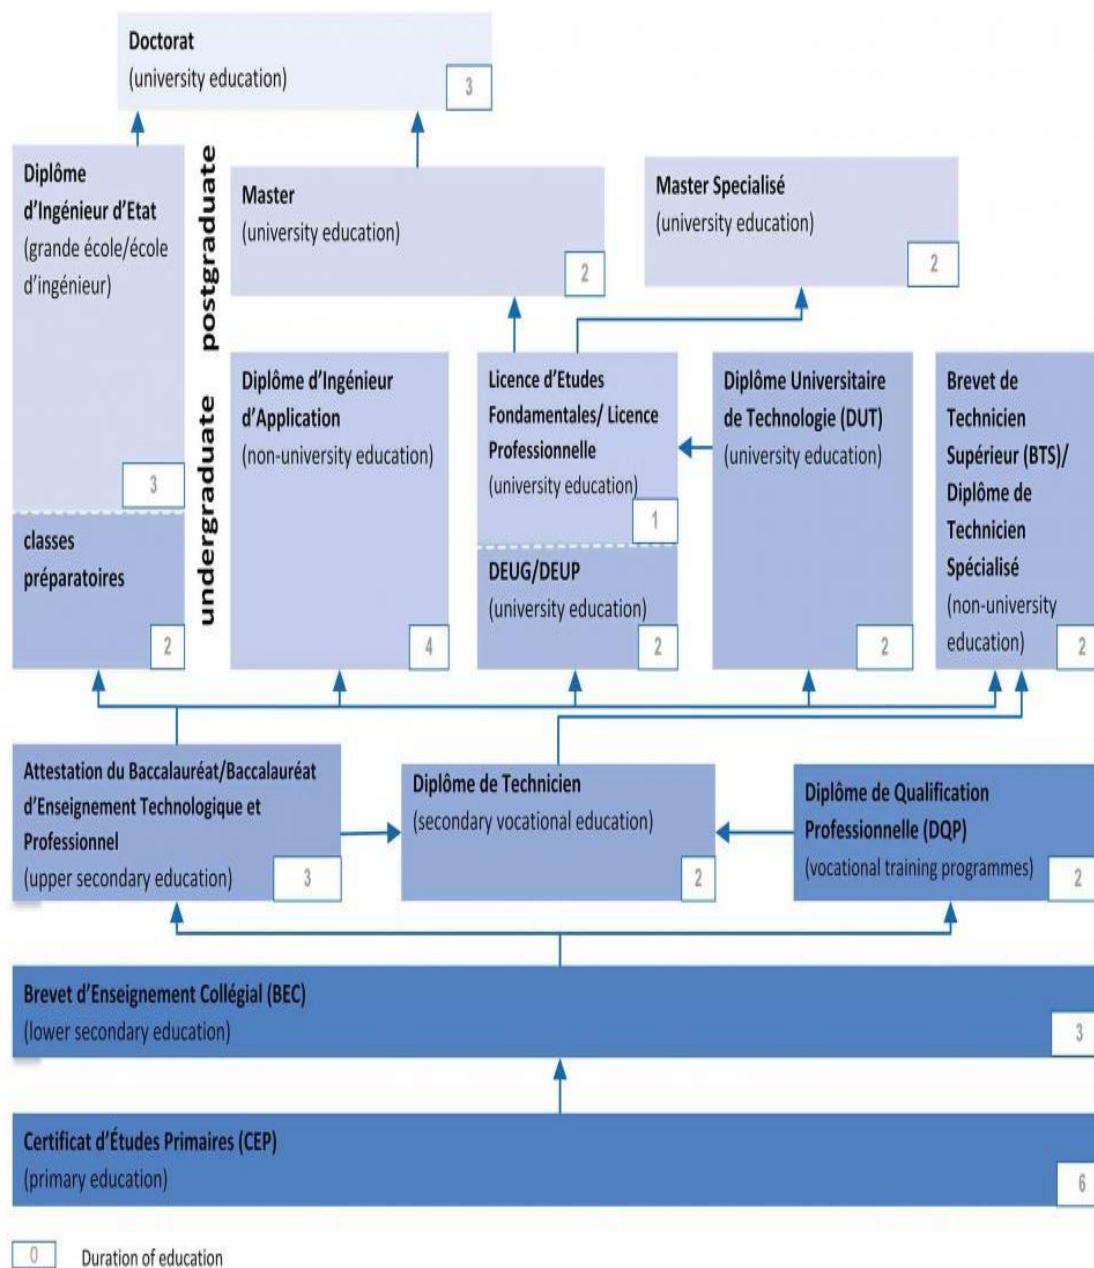 Doctorat
(university education)
3
Diplôme
d'Ingénieur d'Etat
(grande école/école
d'ingénieur)
3
classes
préparatoires
2
postgraduate
undergraduate
Master
(university education)
2
Master Specialisé
(university education)
2
Diplôme d'Ingénieur
d'Application
(non-university education)
4
Licence d'Etudes
Fondamentales/ Licence
Professionnelle
(university education)
1
DEUG/DEUP
(university education)
2
Diplôme Universitaire
de Technologie (DUT)
(university education)
2
Brevet de
Technicien
Supérieur (BTS)/
Diplôme de
Technicien
Spécialisé
(non-university
education)
2
Attestation du Baccalauréat/Baccalauréat
d'Enseignement Technologique et
Professionnel
(upper secondary education)
3
Diplôme de Technicien
(secondary vocational education)
2
Diplôme de Qualification
Professionnelle (DQP)
(vocational training programmes)
2
Brevet d'Enseignement Collégial (BEC)
(lower secondary education)
3
Certificat d'Études Primaires (CEP)
(primary education)
6
0 Duration of education